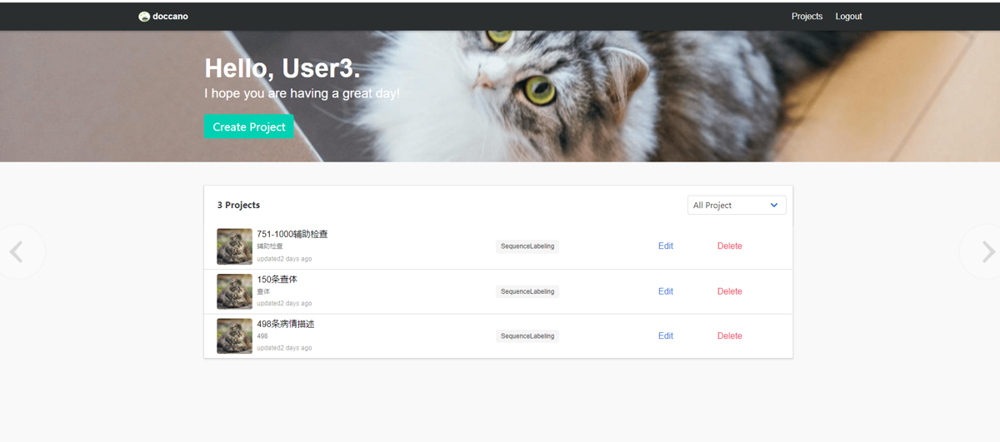 doccano
Projects Logout
Hello, User3.
I hope you are having a great day!
Create Project
3 Projects
All Project
751-1000辅助检查
辅助检查
updated2 days ago
SequenceLabeling
Edit
Delete
150条查体
查体
updated2 days ago
SequenceLabeling
Edit
Delete
498条病情描述
498
updated2 days ago
SequenceLabeling
Edit
Delete